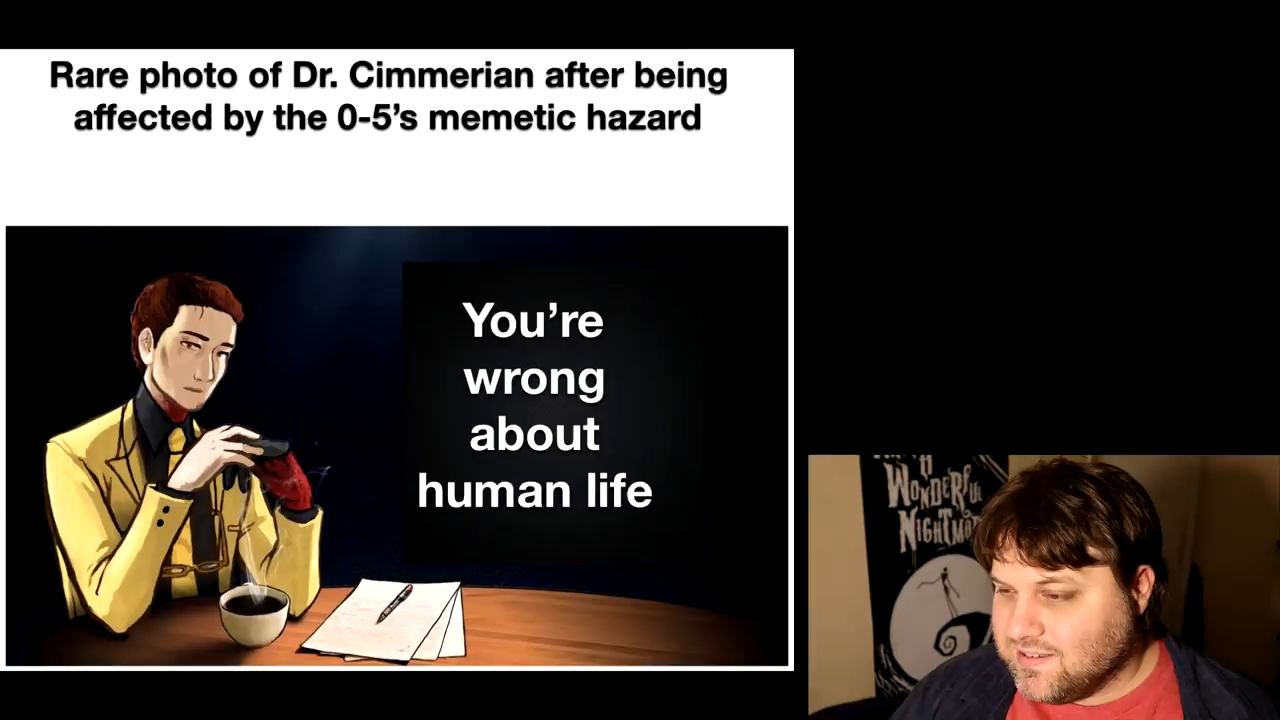 Rare photo of Dr. Cimmerian after being
affected by the 0-5’s memetic hazard
You’re
wrong
about
human life
WONDERFUL
NIGHTMA